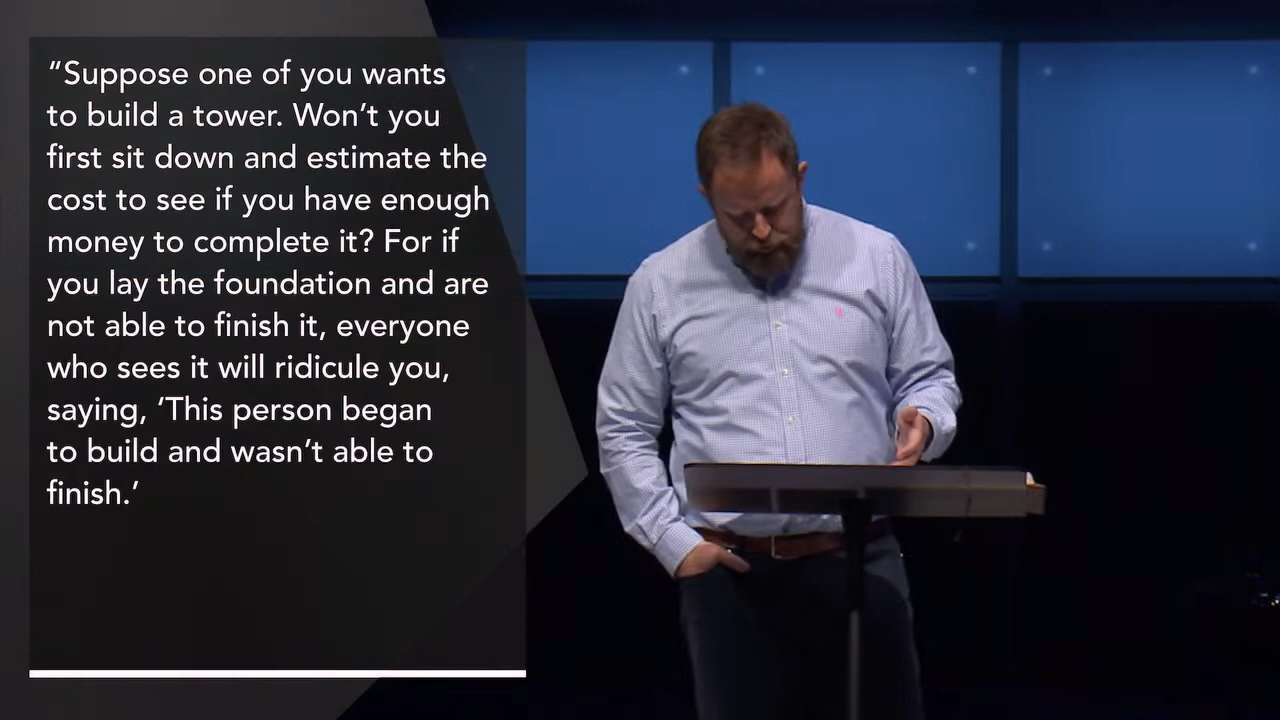 “Suppose one of you wants
to build a tower. Won’t you
first sit down and estimate the
cost to see if you have enough
money to complete it? For if
you lay the foundation and are
not able to finish it, everyone
who sees it will ridicule you,
saying, ’This person began
to build and wasn’t able to
finish.’